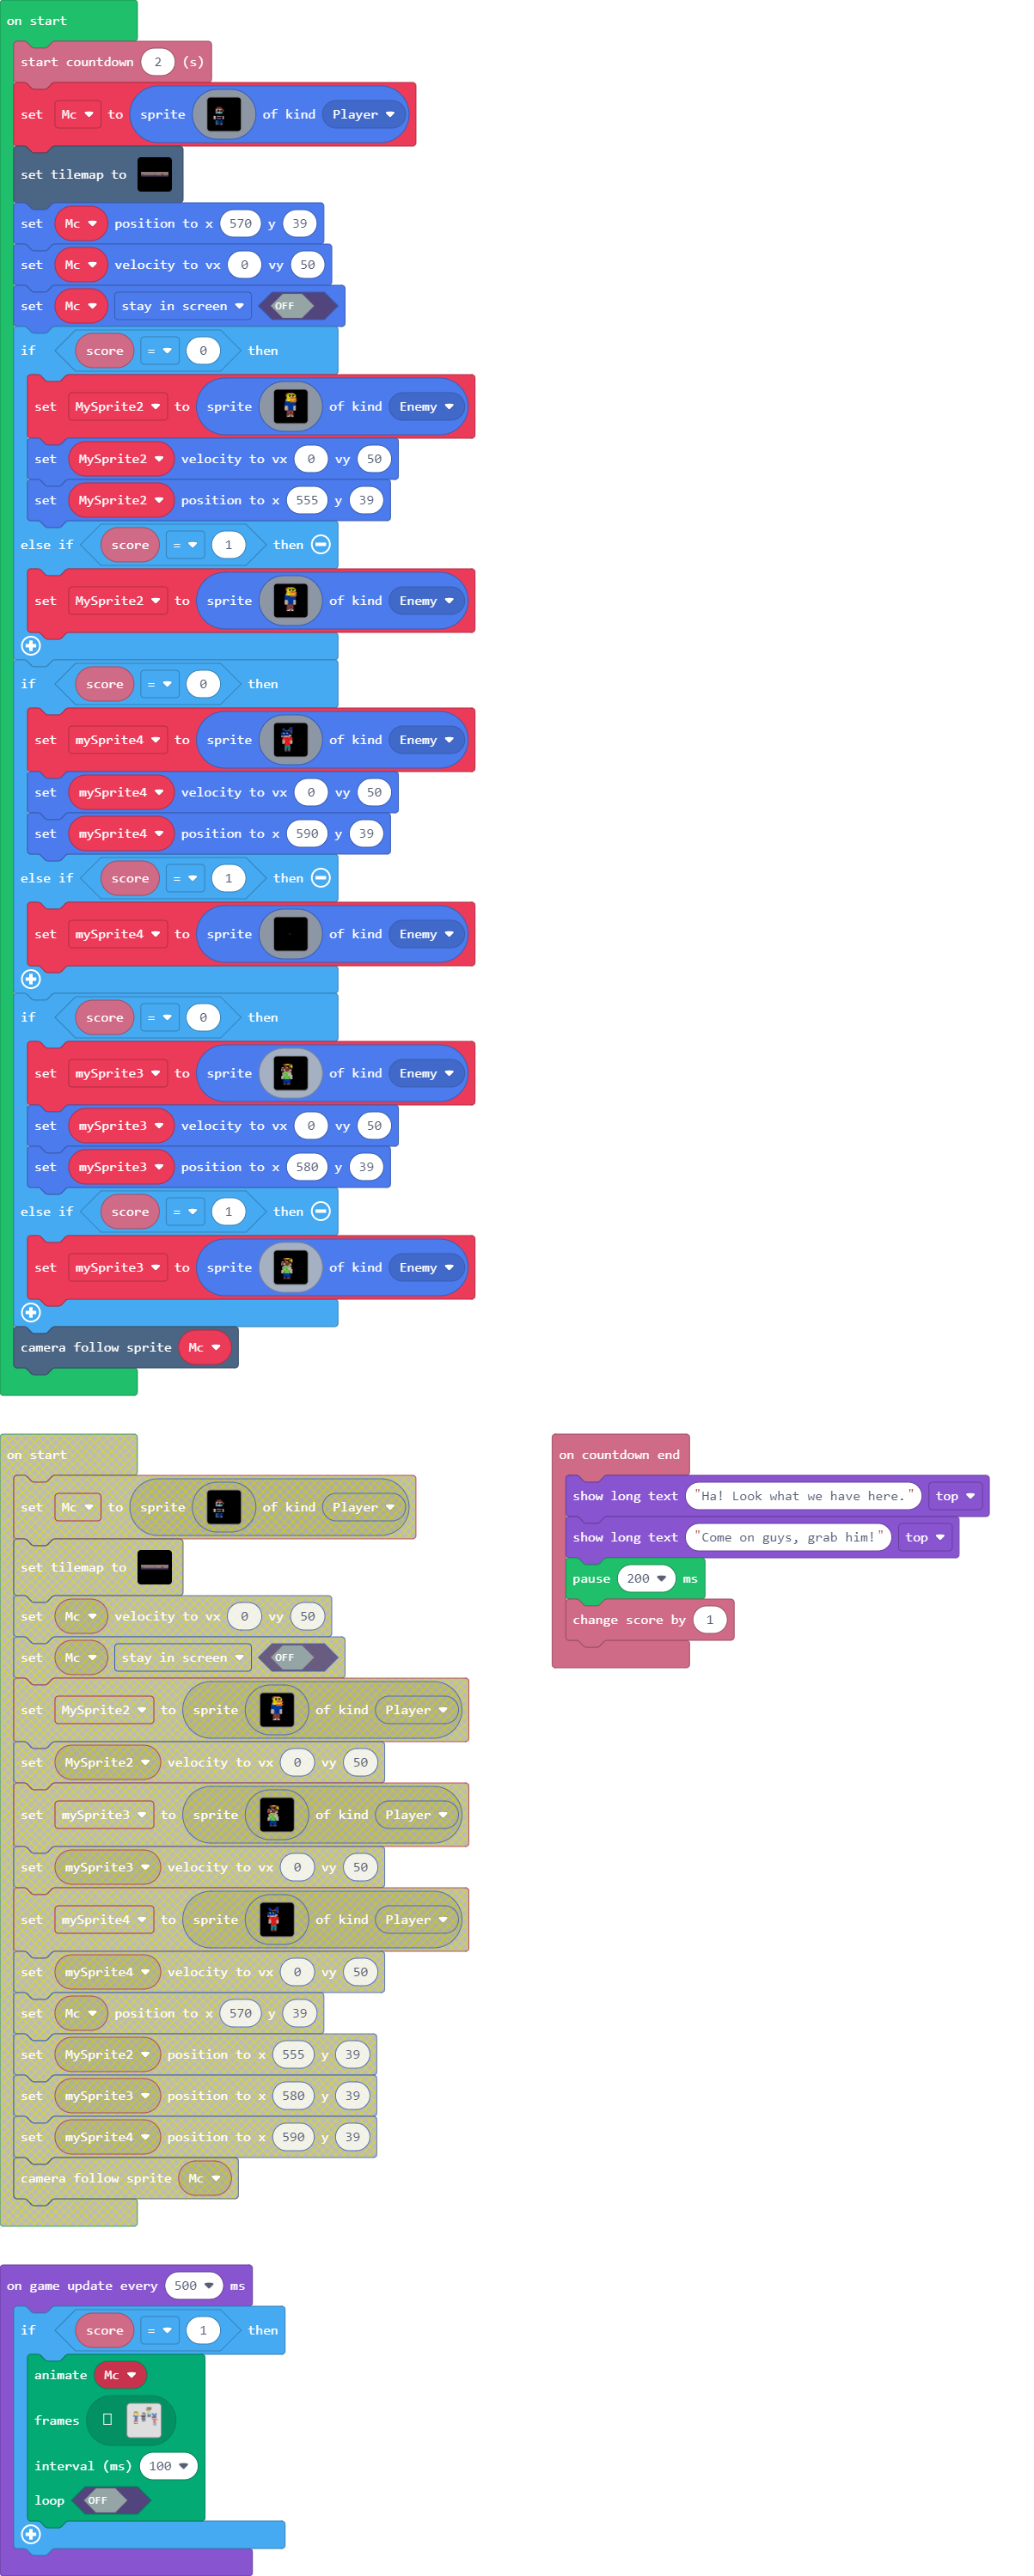 on start
start countdown 2 (s)
set Mc to sprite of kind Player
set tilemap to
set Mc position to x 570 y 39
set Mc velocity to vx 0 vy 50
set Mc stay in screen OFF
if score = 0 then
set MySprite2 to sprite of kind Enemy
set MySprite2 velocity to vx 0 vy 50
set MySprite2 position to x 555 y 39
else if score = 1 then
set MySprite2 to sprite of kind Enemy
if score = 0 then
set mySprite4 to sprite of kind Enemy
set mySprite4 velocity to vx 0 vy 50
set mySprite4 position to x 590 y 39
else if score = 1 then
set mySprite4 to sprite of kind Enemy
if score = 0 then
set mySprite3 to sprite of kind Enemy
set mySprite3 velocity to vx 0 vy 50
set mySprite3 position to x 580 y 39
else if score = 1 then
set mySprite3 to sprite of kind Enemy
camera follow sprite Mc
on start
set Mc to sprite of kind Player
set tilemap to
set Mc velocity to vx 0 vy 50
set Mc stay in screen OFF
set MySprite2 to sprite of kind Player
set MySprite2 velocity to vx 0 vy 50
set mySprite3 to sprite of kind Player
set mySprite3 velocity to vx 0 vy 50
set mySprite4 to sprite of kind Player
set mySprite4 velocity to vx 0 vy 50
set Mc position to x 570 y 39
set MySprite2 position to x 555 y 39
set mySprite3 position to x 580 y 39
set mySprite4 position to x 590 y 39
camera follow sprite Mc
on countdown end
show long text "Ha! Look what we have here." top
show long text "Come on guys, grab him!" top
pause 200 ms
change score by 1
on game update every 500 ms
if score = 1 then
animate Mc
frames
interval (ms) 100
loop OFF